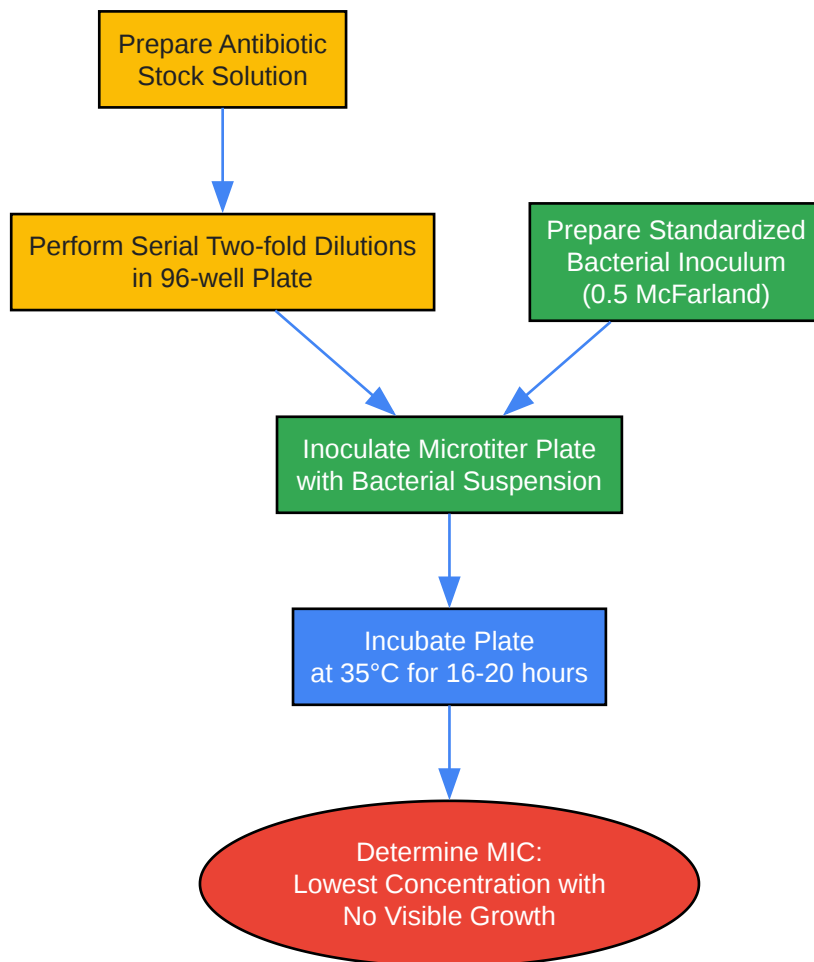 Prepare Antibiotic
Stock Solution
Perform Serial Two-fold Dilutions
in 96-well Plate
Prepare Standardized
Bacterial Inoculum
(0.5 McFarland)
Inoculate Microtiter Plate
with Bacterial Suspension
Incubate Plate
at 35°C for 16-20 hours
Determine MIC:
Lowest Concentration with
No Visible Growth